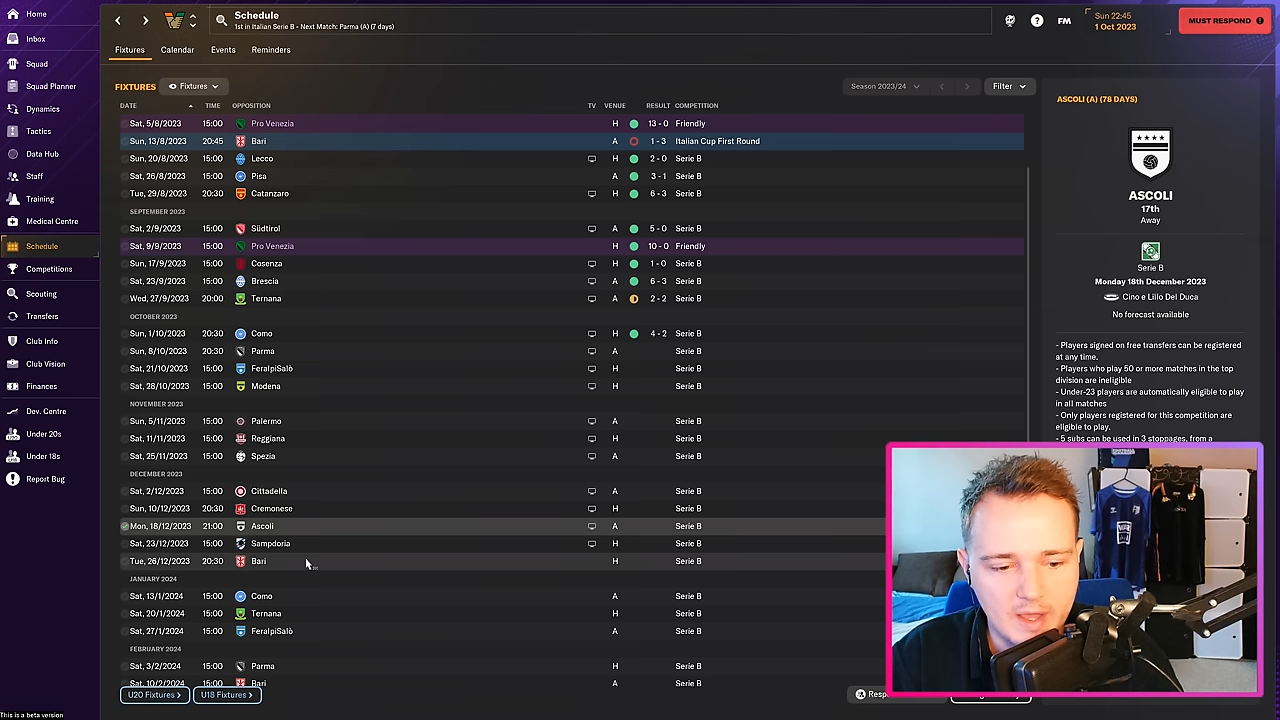 Home
Inbox
Squad
Squad Planner
Dynamics
Tactics
Data Hub
Staff
Training
Medical Centre
Schedule
Competitions
Scouting
Transfers
Club Info
Club Vision
Finances
Dev. Centre
Under 20s
Under 18s
Report Bug
This is a beta version
Schedule
1st in Italian Serie B - Next Match: Parma (A) (7 days)
FM
Sun 22:45
1 Oct 2023
MUST RESPOND
Fixtures Calendar Events Reminders
FIXTURES Fixtures Season 2023/24 Filter
DATE TIME OPPOSITION TV VENUE RESULT COMPETITION
Sat, 5/8/2023 15:00 Pro Venezia H 13 - 0 Friendly
Sun, 13/8/2023 20:45 Bari A 1 - 3 Italian Cup First Round
Sun, 20/8/2023 15:00 Lecco H 2 - 0 Serie B
Sat, 26/8/2023 15:00 Pisa A 3 - 1 Serie B
Tue, 29/8/2023 20:30 Catanzaro H 6 - 3 Serie B
SEPTEMBER 2023
Sat, 2/9/2023 15:00 Südtirol A 5 - 0 Serie B
Sat, 9/9/2023 15:00 Pro Venezia H 10 - 0 Friendly
Sun, 17/9/2023 15:00 Cosenza H 1 - 0 Serie B
Sat, 23/9/2023 15:00 Brescia A 6 - 3 Serie B
Wed, 27/9/2023 20:00 Ternana A 2 - 2 Serie B
OCTOBER 2023
Sun, 1/10/2023 20:30 Como H 4 - 2 Serie B
Sun, 8/10/2023 20:30 Parma A Serie B
Sat, 21/10/2023 15:00 FeralpiSalò H Serie B
Sat, 28/10/2023 15:00 Modena H Serie B
NOVEMBER 2023
Sun, 5/11/2023 15:00 Palermo A Serie B
Sat, 11/11/2023 15:00 Reggiana H Serie B
Sat, 25/11/2023 15:00 Spezia A Serie B
DECEMBER 2023
Sat, 2/12/2023 15:00 Cittadella A Serie B
Sun, 10/12/2023 20:30 Cremonese H Serie B
Mon, 18/12/2023 21:00 Ascoli A Serie B
Sat, 23/12/2023 15:00 Sampdoria H Serie B
Tue, 26/12/2023 20:30 Bari H Serie B
JANUARY 2024
Sat, 13/1/2024 15:00 Como A Serie B
Sat, 20/1/2024 15:00 Ternana H Serie B
Sat, 27/1/2024 15:00 FeralpiSalò A Serie B
FEBRUARY 2024
Sat, 3/2/2024 15:00 Parma H Serie B
Sat, 10/2/2024 15:00 Bari A Serie B
U20 Fixtures > U18 Fixtures >
ASCOLI (A) (78 DAYS)
ASCOLI
17th
Away
Serie B
Monday 18th December 2023
Cino e Lillo Del Duca
No forecast available
- Players signed on free transfers can be registered
at any time.
- Players who play 50 or more matches in the top
division are ineligible
- Under-23 players are automatically eligible to play
in all matches
- Only players registered for this competition are
eligible to play.
- 5 subs can be used in 3 stoppages, from a